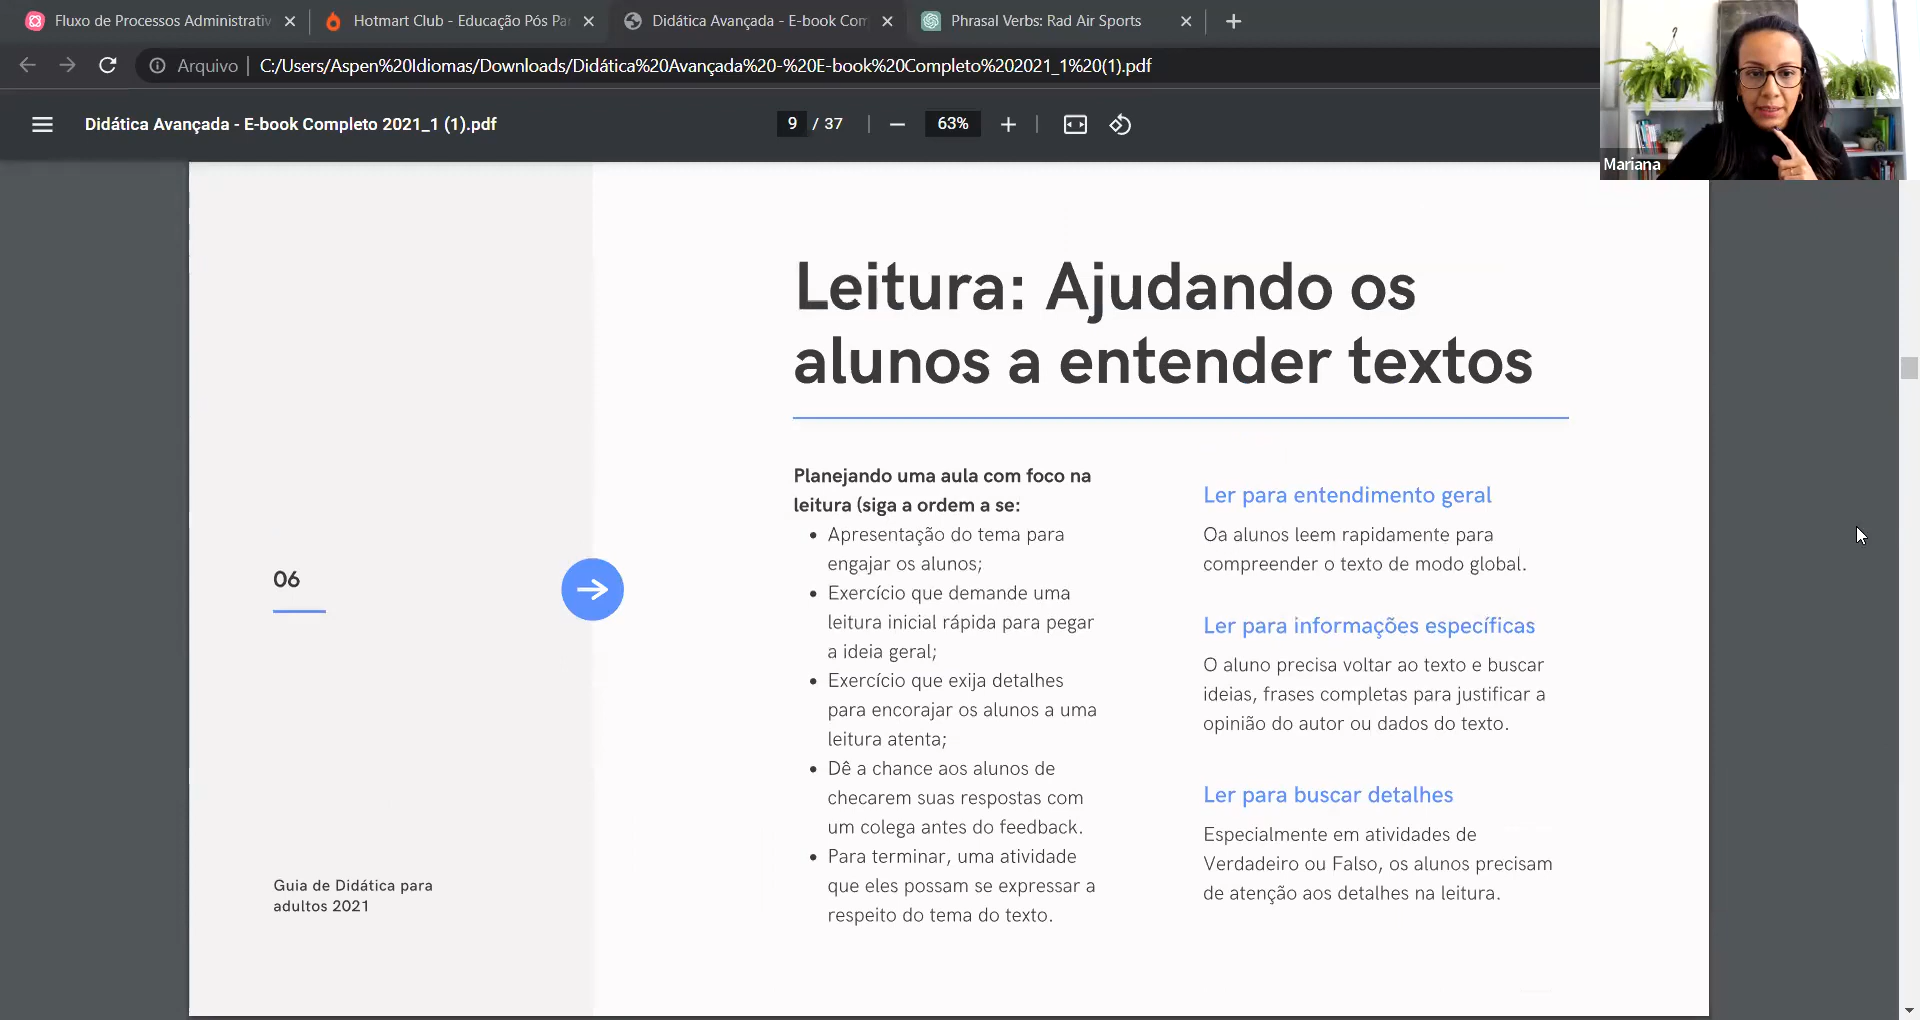 Fluxo de Processos Administrativ
Hotmart Club - Educação Pós Pa
Didática Avançada - E-book Com
Phrasal Verbs: Rad Air Sports
Arquivo
C:/Users/Aspen%20Idiomas/Downloads/Didática%20Avançada%20-%20E-book%20Completo%202021_1%20(1).pdf
Didática Avançada - E-book Completo 2021_1 (1).pdf
9 / 37
63%
Mariana
Leitura: Ajudando os
alunos a entender textos
06
Guia de Didática para
adultos 2021
Planejando uma aula com foco na
leitura (siga a ordem a se:
• Apresentação do tema para
engajar os alunos;
• Exercício que demande uma
leitura inicial rápida para pegar
a ideia geral;
• Exercício que exija detalhes
para encorajar os alunos a uma
leitura atenta;
• Dê a chance aos alunos de
checarem suas respostas com
um colega antes do feedback.
• Para terminar, uma atividade
que eles possam se expressar a
respeito do tema do texto.
Ler para entendimento geral
Oa alunos leem rapidamente para
compreender o texto de modo global.
Ler para informações específicas
O aluno precisa voltar ao texto e buscar
ideias, frases completas para justificar a
opinião do autor ou dados do texto.
Ler para buscar detalhes
Especialmente em atividades de
Verdadeiro ou Falso, os alunos precisam
de atenção aos detalhes na leitura.